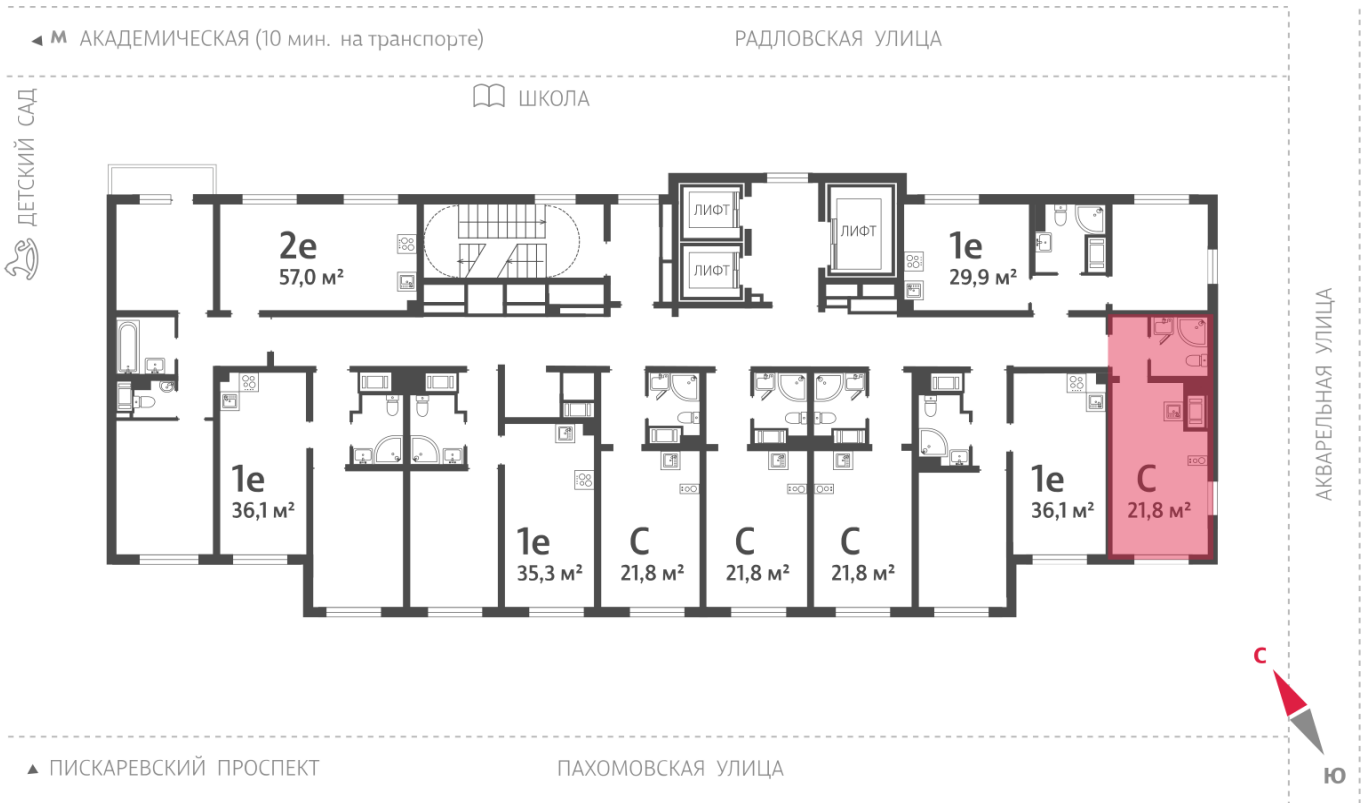 М АКАДЕМИЧЕСКАЯ (10 мин. на транспорте)
РАДЛОВСКАЯ УЛИЦА
ШКОЛА
ДЕТСКИЙ САД
ЛИФТ
ЛИФТ
ЛИФТ
2е
57,0 м²
1е
29,9 м²
1е
36,1 м²
1е
35,3 м²
С
21,8 м²
С
21,8 м²
С
21,8 м²
1е
36,1 м²
С
21,8 м²
АКВАРЕЛЬНАЯ УЛИЦА
С
Ю
ПИСКАРЕВСКИЙ ПРОСПЕКТ
ПАХОМОВСКАЯ УЛИЦА